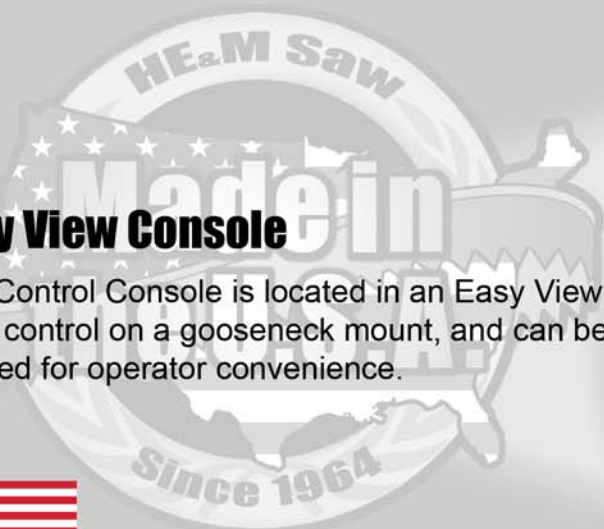 HE&M Saw
Made in
the U.S.A.
y View Console
Control Console is located in an Easy View
control on a gooseneck mount, and can be
ed for operator convenience.
Since 1964